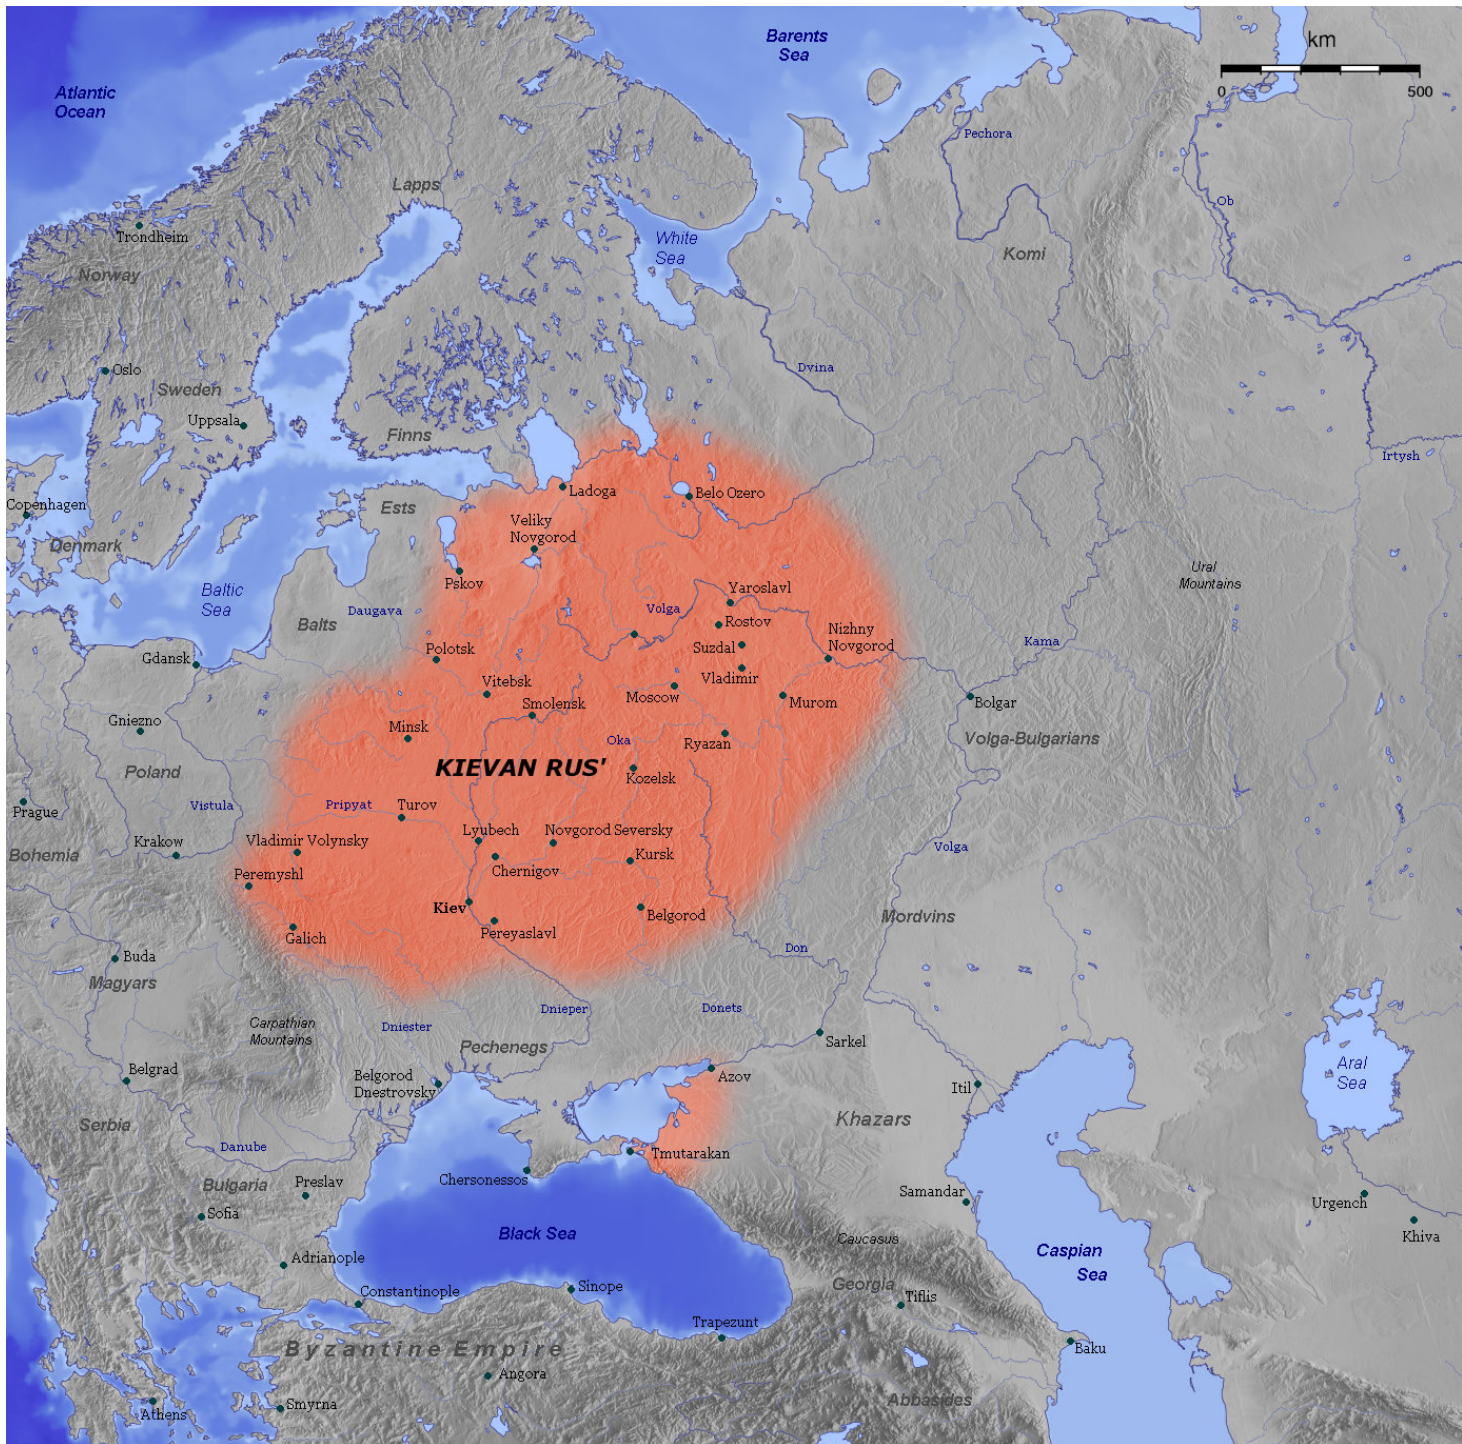 Barents
Sea
km
0
500
Atlantic
Ocean
Pechora
Lapps
Ob
Trondheim
White
Sea
Norway
Komi
Dvina
Oslo
Sweden
Uppsala
Finns
Irtysh
Ladoga
Belo Ozero
Copenhagen
Ests
Veliky
Novgorod
Denmark
Pskov
Ural
Mountains
Baltic
Sea
Yaroslavl
Daugava
Volga
Balts
Rostov
Nizhny
Novgorod
Kama
Polotsk
Suzdal
Gdansk
Vladimir
Vitebsk
Moscow
Smolensk
Murom
Bolgar
Gniezno
Minsk
Oka
Ryazan
Volga-Bulgarians
KIEVAN RUS'
Poland
Kozelsk
Vistula
Pripyat
Turov
Prague
Lyubech
Novgorod Seversky
Krakow
Vladimir Volynsky
Volga
Bohemia
Kursk
Peremyshl
Chernigov
Kiev
Belgorod
Mordvins
Pereyaslavl
Galich
Don
Buda
Magyars
Dnieper
Donets
Carpathian
Mountains
Dniester
Pechenegs
Sarkel
Aral
Sea
Belgrad
Belgorod
Dnestrovsky
Azov
Itil
Serbia
Khazars
Danube
Tmutarakan
Chersonessos
Bulgaria
Preslav
Samandar
Urgench
Sofia
Khiva
Black Sea
Caucasus
Caspian
Sea
Adrianople
Georgia
Constantinople
Sinope
Tiflis
Trapezunt
Byzantine Empire
Baku
Angora
Abbasides
Smyrna
Athens